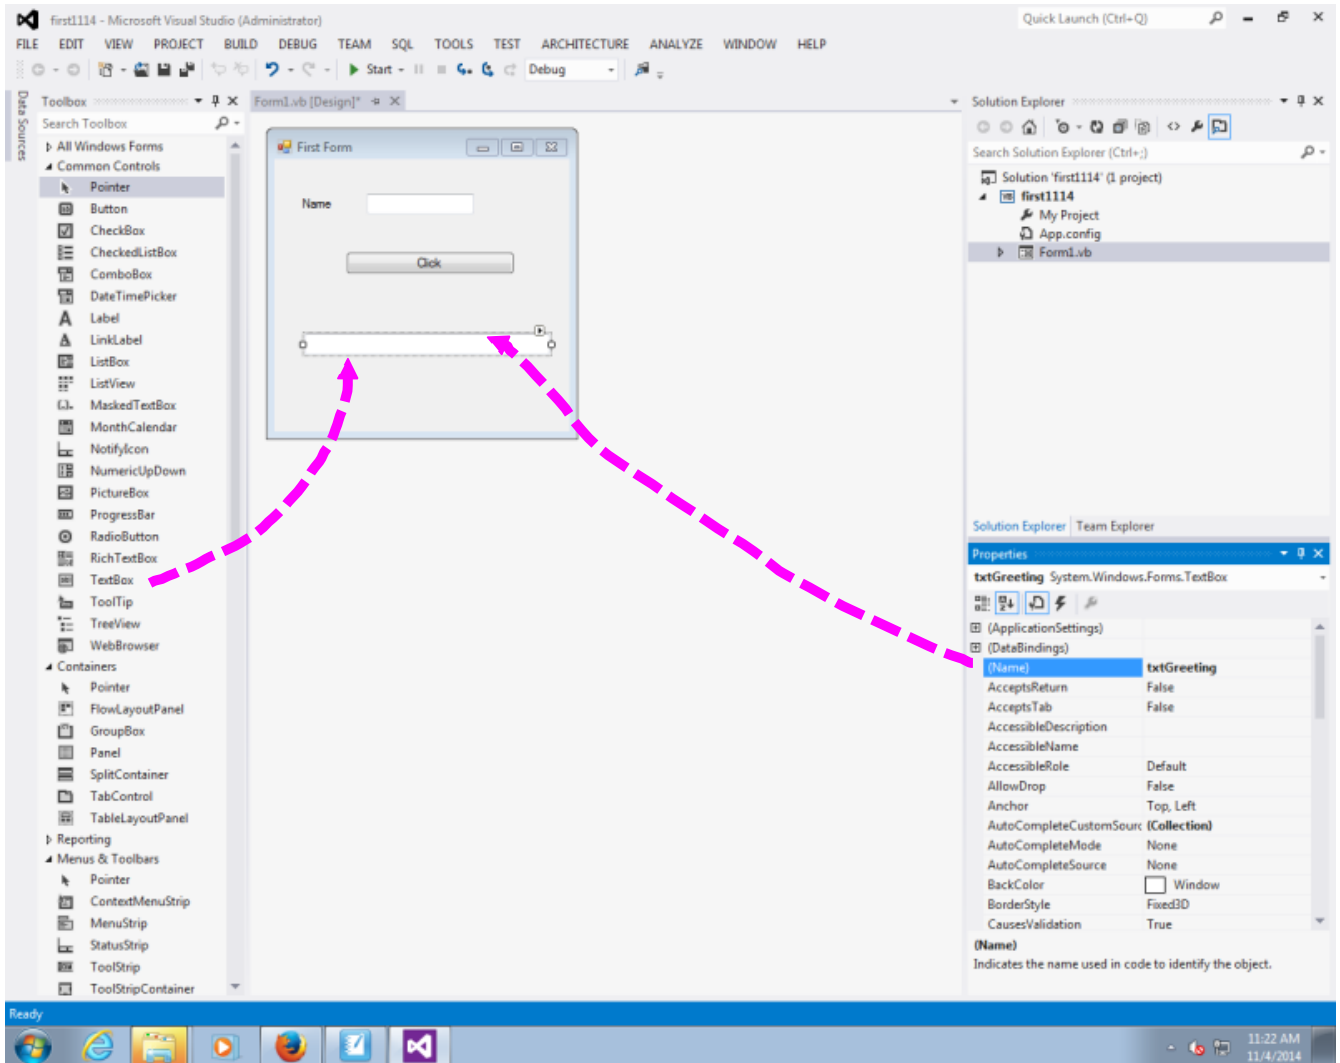 first1114 - Microsoft Visual Studio (Administrator)
Quick Launch (Ctrl+Q)
FILE EDIT VIEW PROJECT BUILD DEBUG TEAM SQL TOOLS TEST ARCHITECTURE ANALYZE WINDOW HELP
Start
Debug
Data Sources
Toolbox
Search Toolbox
All Windows Forms
Common Controls
Pointer
Button
CheckBox
CheckedListBox
ComboBox
DateTimePicker
Label
LinkLabel
ListBox
ListView
MaskedTextBox
MonthCalendar
NotifyIcon
NumericUpDown
PictureBox
ProgressBar
RadioButton
RichTextBox
TextBox
ToolTip
TreeView
WebBrowser
Containers
Pointer
FlowLayoutPanel
GroupBox
Panel
SplitContainer
TabControl
TableLayoutPanel
Reporting
Menus & Toolbars
Pointer
ContextMenuStrip
MenuStrip
StatusStrip
ToolStrip
ToolStripContainer
Form1.vb [Design]*
First Form
Name
Click
Solution Explorer
Search Solution Explorer (Ctrl+;)
Solution 'first1114' (1 project)
first1114
My Project
App.config
Form1.vb
Solution Explorer Team Explorer
Properties
txtGreeting System.Windows.Forms.TextBox
(ApplicationSettings)
(DataBindings)
(Name) txtGreeting
AcceptsReturn False
AcceptsTab False
AccessibleDescription
AccessibleName
AccessibleRole Default
AllowDrop False
Anchor Top, Left
AutoCompleteCustomSourc (Collection)
AutoCompleteMode None
AutoCompleteSource None
BackColor Window
BorderStyle Fixed3D
CausesValidation True
(Name)
Indicates the name used in code to identify the object.
Ready
11:22 AM
11/4/2014